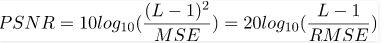 PSNR = 10log_{10}(\frac{(L-1)^2}{MSE}) = 20log_{10}(\frac{L-1}{RMSE})